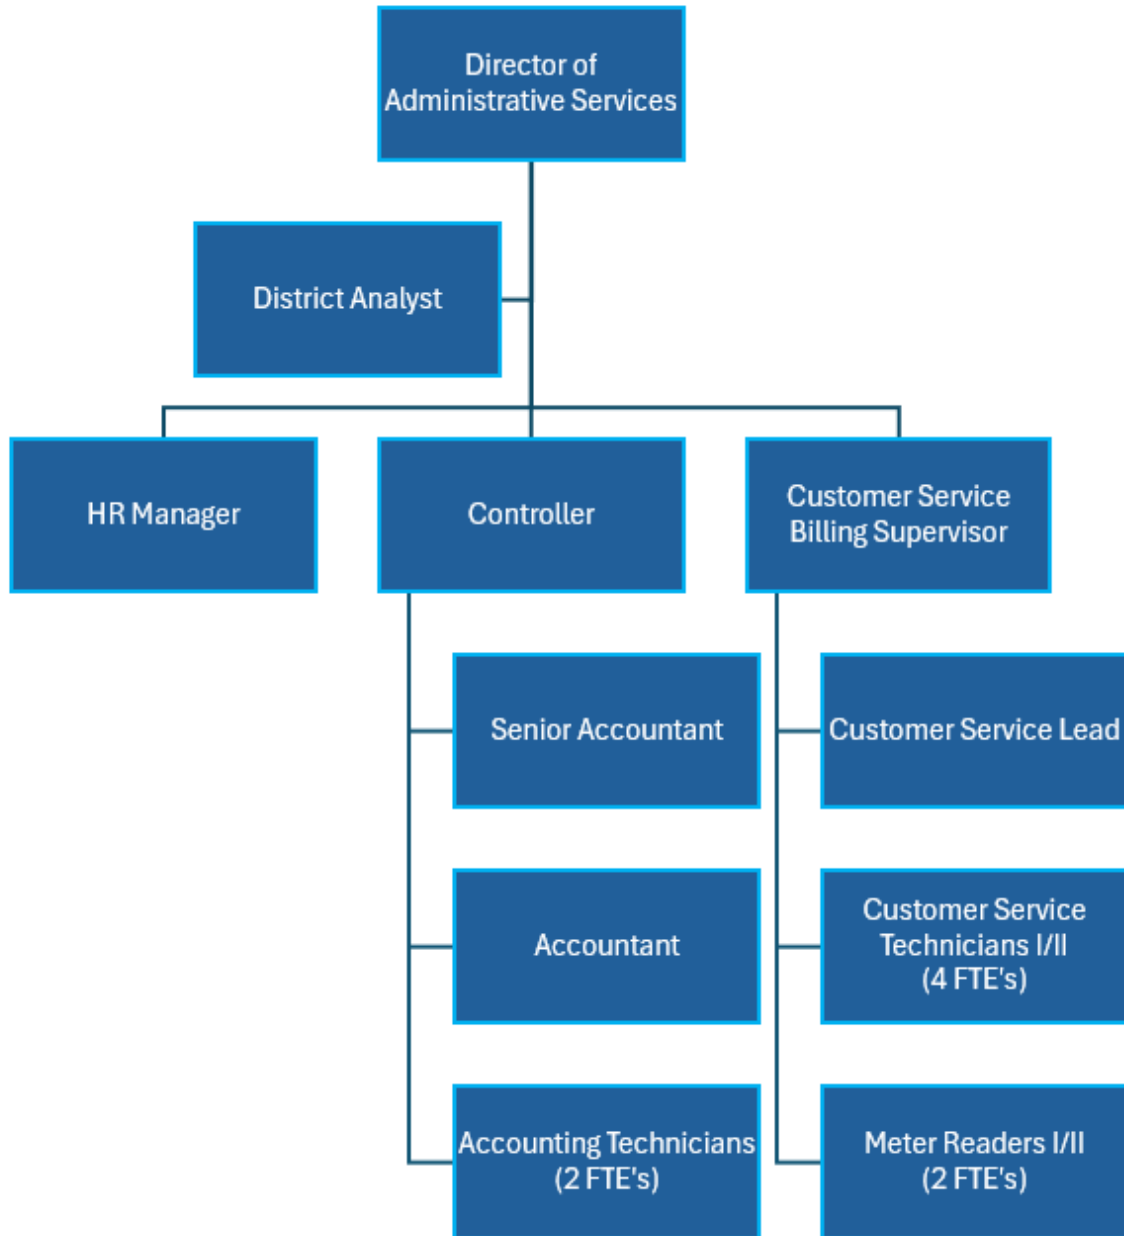 Director of
Administrative Services
District Analyst
HR Manager
Controller
Customer Service
Billing Supervisor
Senior Accountant
Customer Service Lead
Accountant
Customer Service
Technicians I/II
(4 FTE's)
Accounting Technicians
(2 FTE's)
Meter Readers I/II
(2 FTE's)